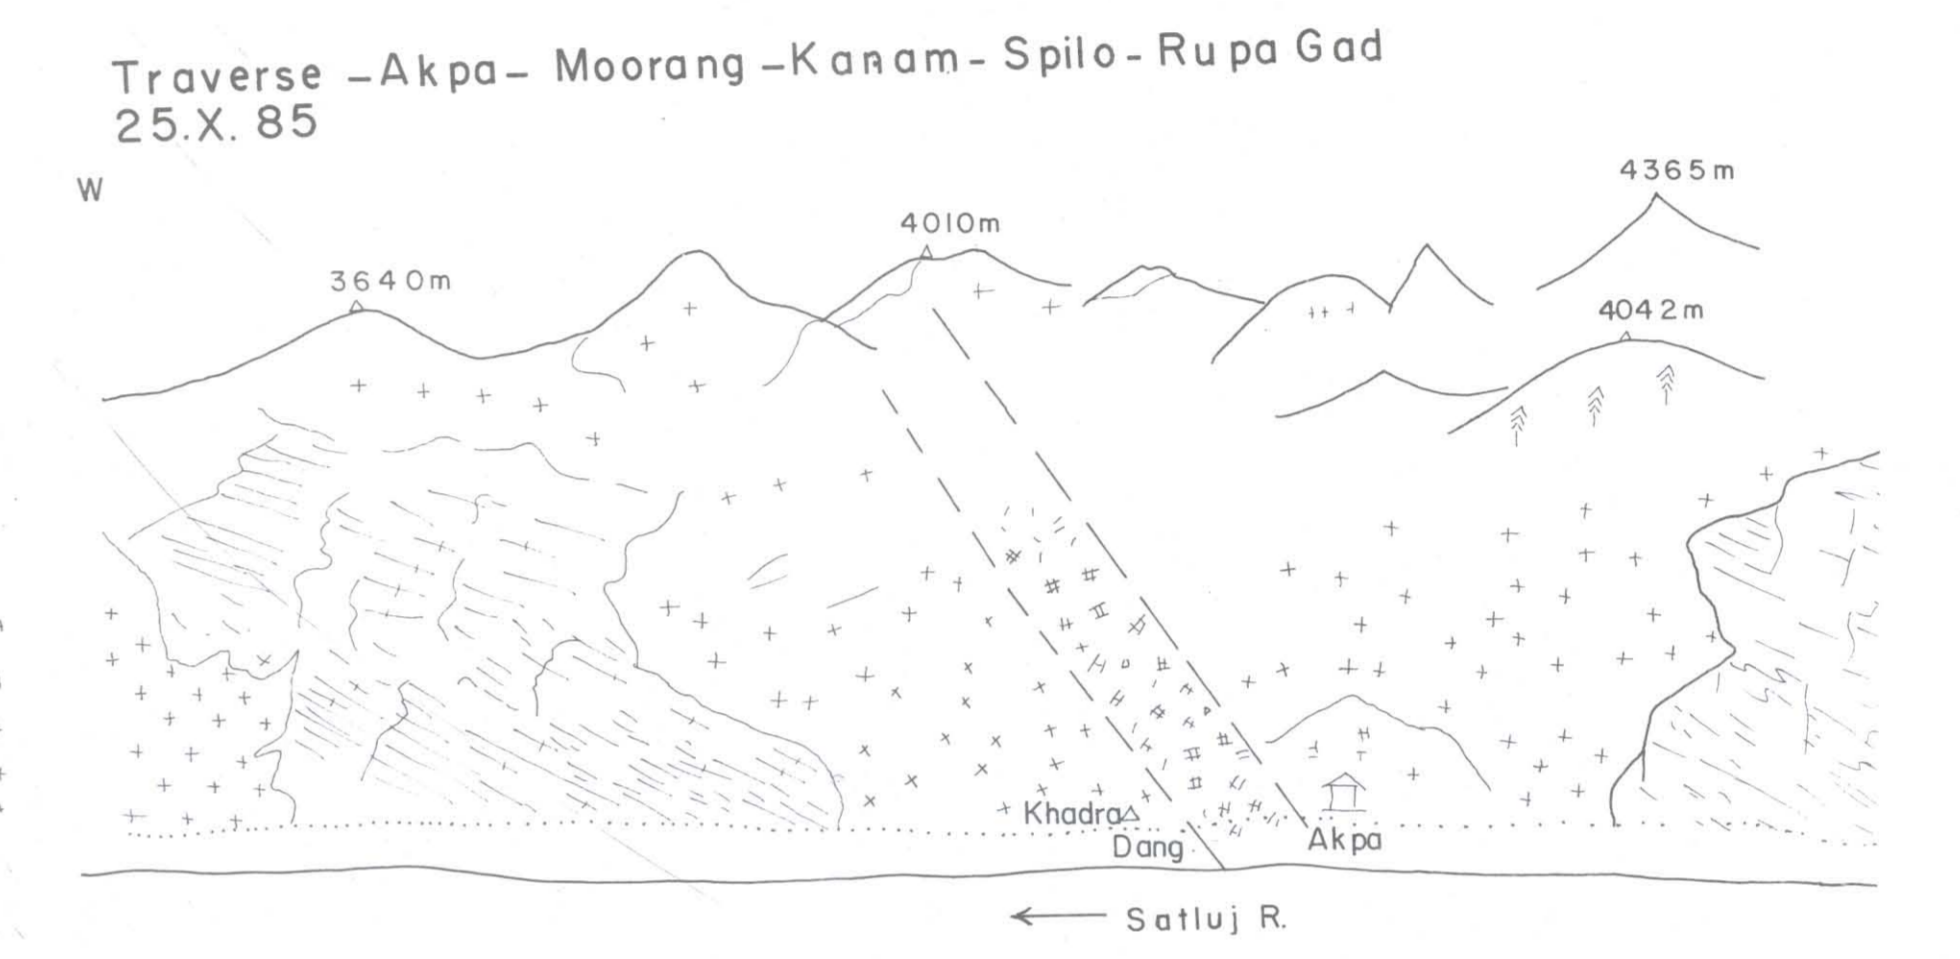 Traverse – Akpa – Moorang – Kanam – Spilo – Rupa Gad
25.X.85
W
4365m
4010m
3640m
4042m
Khadra
Dang
Akpa
← Satluj R.